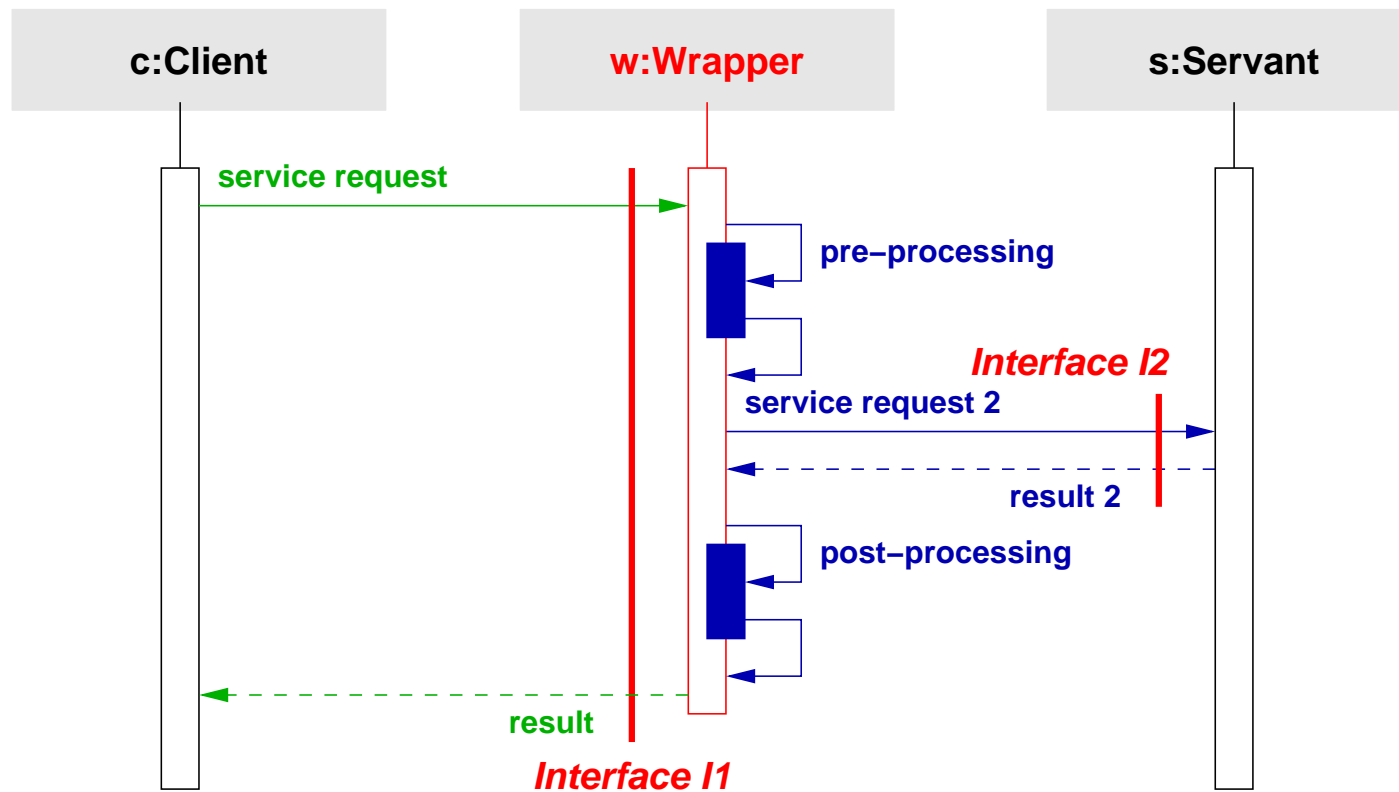 c:Client
w:Wrapper
s:Servant
service request
pre−processing
Interface I2
service request 2
result 2
post−processing
result
Interface I1